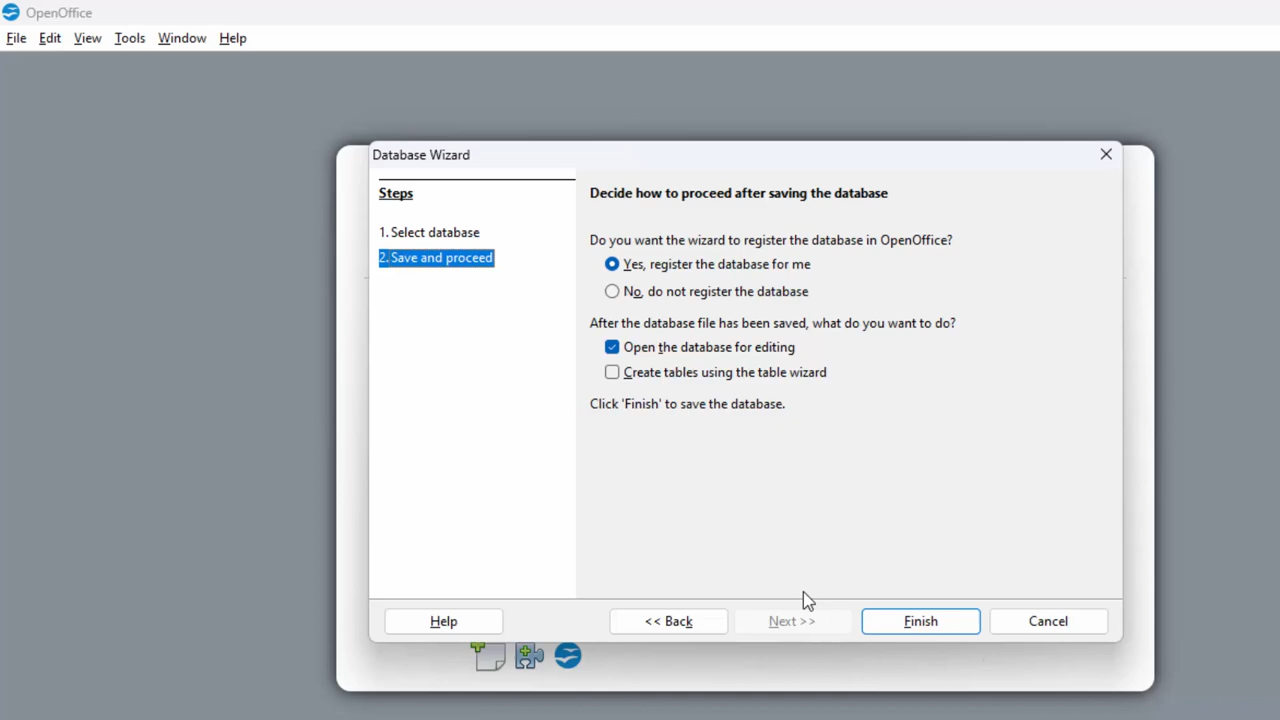 OpenOffice
File Edit View Tools Window Help
Database Wizard
Steps
1. Select database
2. Save and proceed
Decide how to proceed after saving the database
Do you want the wizard to register the database in OpenOffice?
Yes, register the database for me
No, do not register the database
After the database file has been saved, what do you want to do?
Open the database for editing
Create tables using the table wizard
Click 'Finish' to save the database.
Help << Back Next >> Finish Cancel